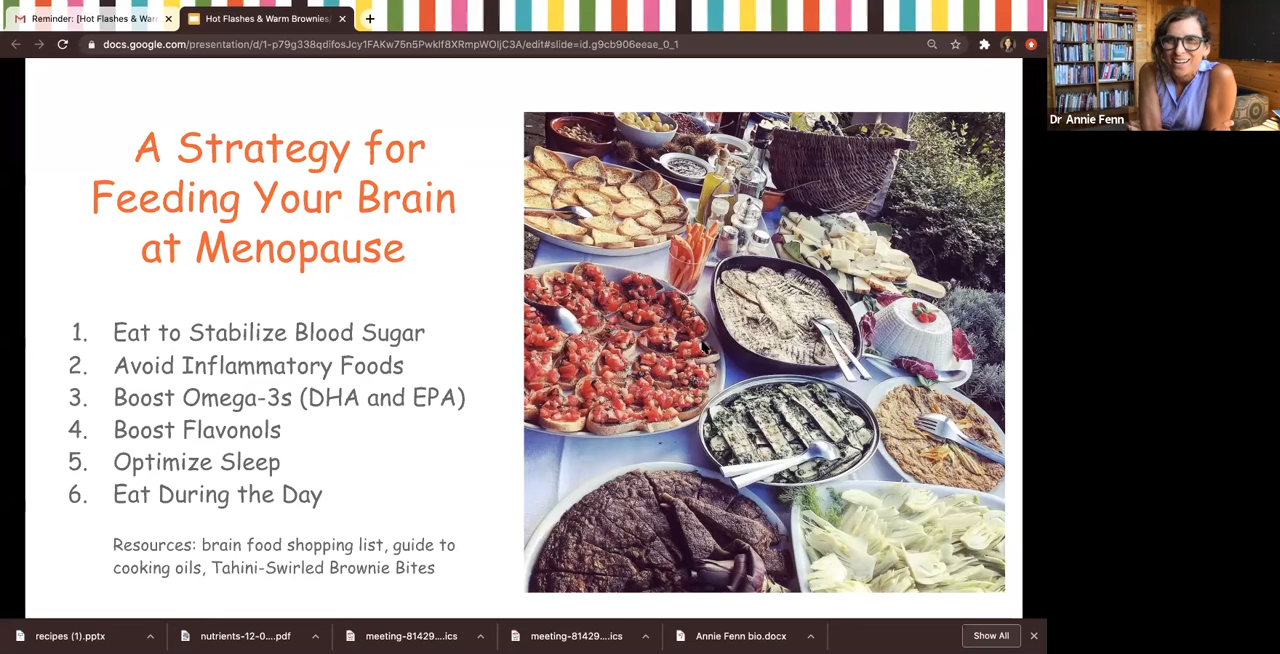 Reminder: [Hot Flashes & War
Hot Flashes & Warm Brownies/
docs.google.com/presentation/d/1-p79g338qdifosJcy1FAKw75n5Pwklf8XRmpWOIjC3A/edit#slide=id.g9cb906eeae_0_1
Dr Annie Fenn
A Strategy for
Feeding Your Brain
at Menopause
1. Eat to Stabilize Blood Sugar
2. Avoid Inflammatory Foods
3. Boost Omega-3s (DHA and EPA)
4. Boost Flavonols
5. Optimize Sleep
6. Eat During the Day
Resources: brain food shopping list, guide to
cooking oils, Tahini-Swirled Brownie Bites
recipes (1).pptx
nutrients-12-0....pdf
meeting-81429....ics
meeting-81429....ics
Annie Fenn bio.docx
Show All